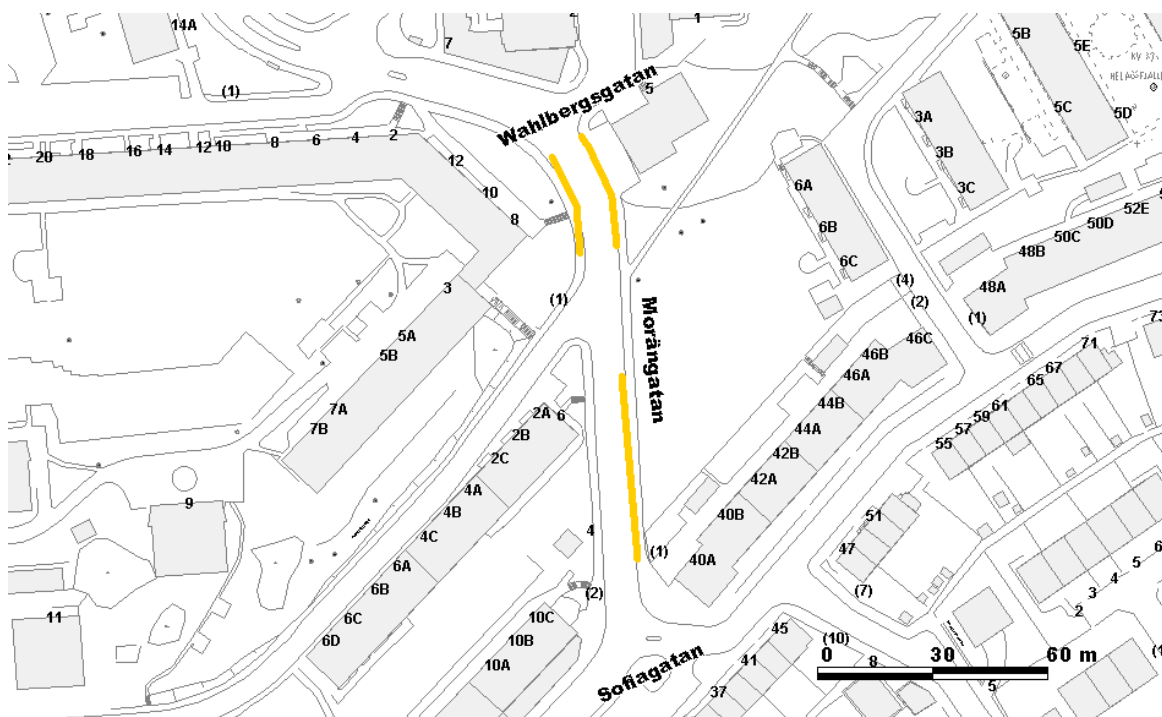 14A
7
2
1
5B
5E
KV
5
5C
5D
(1)
Wahlbergsgatan
3A
3B
3C
20
18
16
14
12
10
8
6
4
2
12
10
8
6A
6B
6C
52E
50D
50C
48B
48A
(4)
(2)
(1)
3
(1)
5A
5B
7A
7B
Morängatan
46C
46B
46A
44B
44A
42B
42A
40B
40A
(1)
73
71
67
65
61
59
57
55
2A
6
2B
2C
4A
4B
4C
6A
6B
6C
6D
9
11
4
(2)
10C
10B
10A
51
47
(7)
6
5
4
3
2
Sofiagatan
45
41
37
(10)
8
5
(1
0 30 60 m